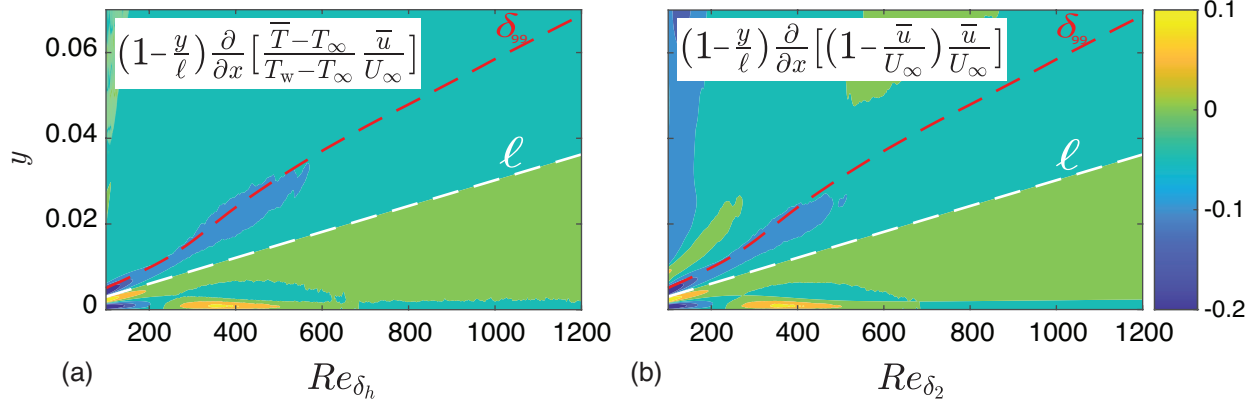 (1-y/ℓ) ∂/∂x [(T̅-T∞)/(Tw-T∞) u̅/U∞]
δ99
ℓ
y
0.06
0.04
0.02
0
200 400 600 800 1000 1200
(a)
Reδh
(1-y/ℓ) ∂/∂x [(1-u̅/U∞) u̅/U∞]
δ99
ℓ
200 400 600 800 1000 1200
(b)
Reδ2
0.1
0
-0.1
-0.2